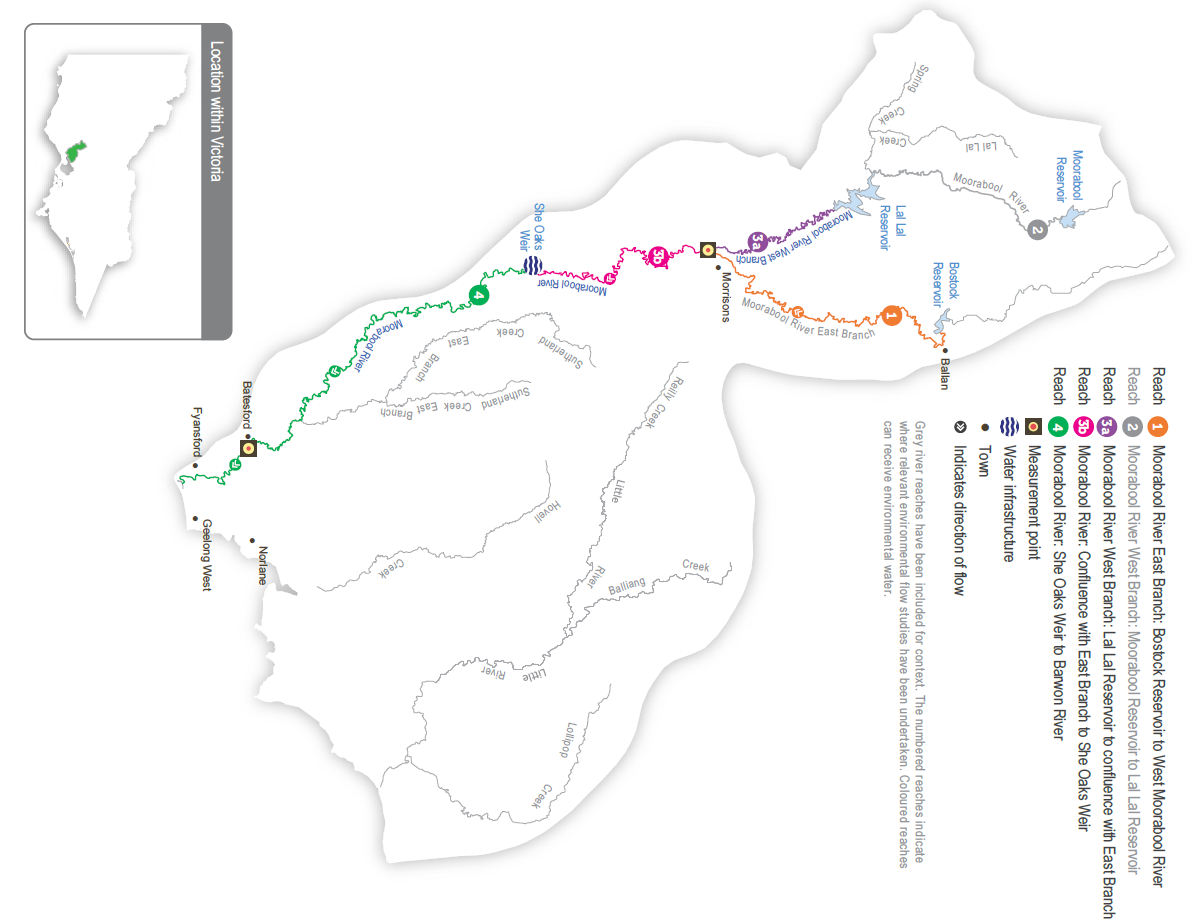 Reach 1 Moorabool River East Branch: Bostock Reservoir to West Moorabool River
Reach 2 Moorabool River West Branch: Moorabool Reservoir to Lal Lal Reservoir
Reach 3a Moorabool River West Branch: Lal Lal Reservoir to confluence with East Branch
Reach 3b Moorabool River: Confluence with East Branch to She Oaks Weir
Reach 4 Moorabool River: She Oaks Weir to Barwon River
Measurement point
Water infrastructure
Town
Indicates direction of flow
Grey river reaches have been included for context. The numbered reaches indicate
where relevant environmental flow studies have been undertaken. Coloured reaches
can receive environmental water.
Moorabool
Reservoir
2
Moorabool River
Lal Lal
Creek
Spring
Creek
Lal Lal
Reservoir
Bostock
Reservoir
Ballan
1
Moorabool River East Branch
3a
Moorabool River West Branch
Morrisons
3b
Moorabool River
She Oaks
Weir
4
Moorabool River
Sutherland
Creek
East
Branch
Sutherland Creek East Branch
Reilly Creek
Little
River
Balliang
Creek
Hovell
Creek
Little
River
Lollipop
Creek
Batesford
Fyansford
Geelong West
Norlane
Location within Victoria